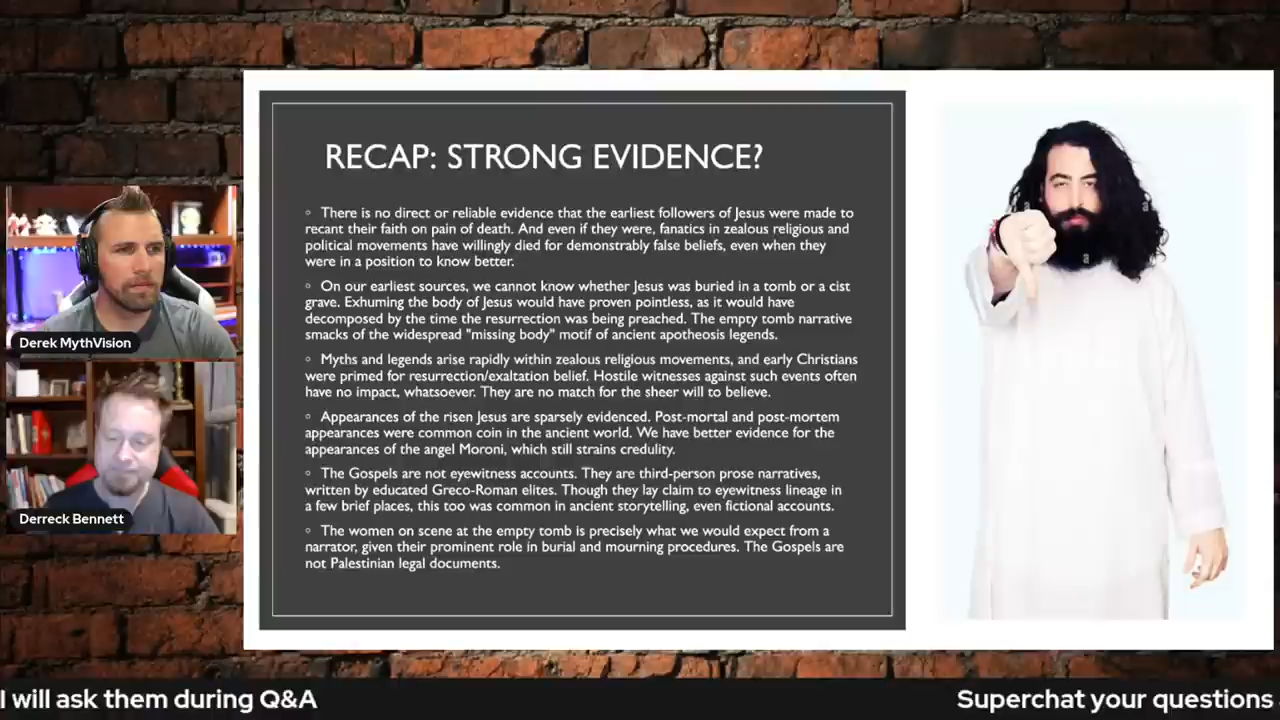 RECAP: STRONG EVIDENCE?
◦ There is no direct or reliable evidence that the earliest followers of Jesus were made to
recant their faith on pain of death. And even if they were, fanatics in zealous religious and
political movements have willingly died for demonstrably false beliefs, even when they
were in a position to know better.
◦ On our earliest sources, we cannot know whether Jesus was buried in a tomb or a cist
grave. Exhuming the body of Jesus would have proven pointless, as it would have
decomposed by the time the resurrection was being preached. The empty tomb narrative
smacks of the widespread "missing body" motif of ancient apotheosis legends.
◦ Myths and legends arise rapidly within zealous religious movements, and early Christians
were primed for resurrection/exaltation belief. Hostile witnesses against such events often
have no impact, whatsoever. They are no match for the sheer will to believe.
◦ Appearances of the risen Jesus are sparsely evidenced. Post-mortal and post-mortem
appearances were common coin in the ancient world. We have better evidence for the
appearances of the angel Moroni, which still strains credulity.
◦ The Gospels are not eyewitness accounts. They are third-person prose narratives,
written by educated Greco-Roman elites. Though they lay claim to eyewitness lineage in
a few brief places, this too was common in ancient storytelling, even fictional accounts.
◦ The women on scene at the empty tomb is precisely what we would expect from a
narrator, given their prominent role in burial and mourning procedures. The Gospels are
not Palestinian legal documents.
a
a
a
Derek MythVision
Derreck Bennett
I will ask them during Q&A
Superchat your questions